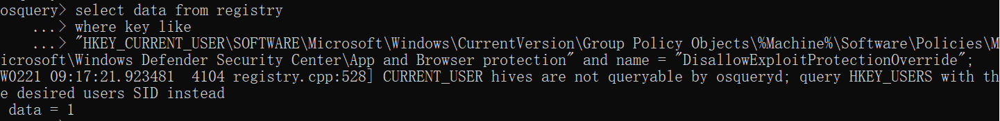 osquery> select data from registry
    ...> where key like
    ...> "HKEY_CURRENT_USER\SOFTWARE\Microsoft\Windows\CurrentVersion\Group Policy Objects\%Machine%\Software\Policies\M
icrosoft\Windows Defender Security Center\App and Browser protection" and name = "DisallowExploitProtectionOverride";
W0221 09:17:21.923481  4104 registry.cpp:528] CURRENT_USER hives are not queryable by osqueryd; query HKEY_USERS with th
e desired users SID instead
 data = 1